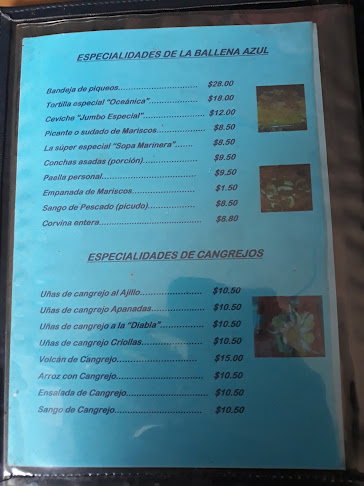 ESPECIALIDADES DE LA BALLENA AZUL
Bandeja de piqueos................................ $28.00
Tortilla especial "Oceánica".................... $18.00
Ceviche "Jumbo Especial"........................ $12.00
Picante o sudado de Mariscos.................... $8.50
La súper especial "Sopa Marinera"....... $8.50
Conchas asadas (porción)........................ $9.50
Paella personal.................................... $9.50
Empanada de Mariscos............................ $1.50
Sango de Pescado (picudo)...................... $8.50
Corvina entera...................................... $8.80
ESPECIALIDADES DE CANGREJOS
Uñas de cangrejo al Ajillo........................ $10.50
Uñas de cangrejo Apanadas.................... $10.50
Uñas de cangrejo a la "Diabla"................ $10.50
Uñas de cangrejo Criollas........................ $10.50
Volcán de Cangrejo................................ $15.00
Arroz con Cangrejo................................ $10.50
Ensalada de Cangrejo............................ $10.50
Sango de Cangrejo................................ $10.50